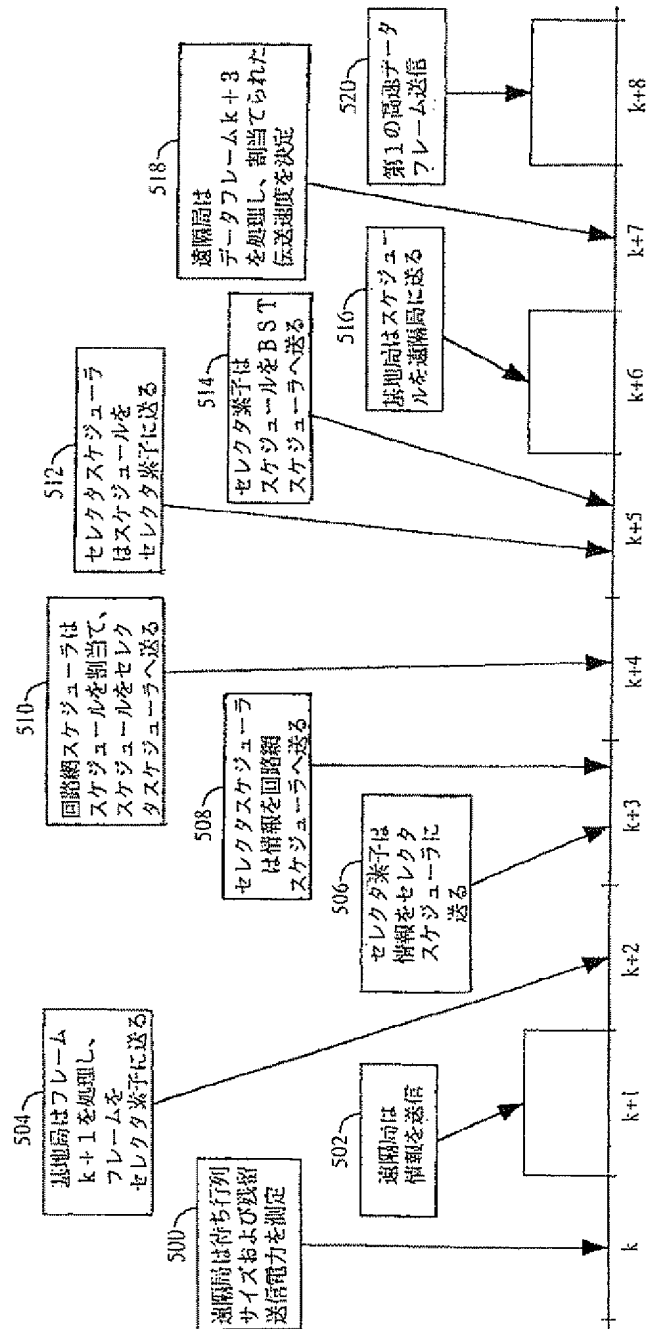 500
遠隔局は待ち行列
サイズおよび残留
送信電力を測定
502
遠隔局は
情報を送信
504
基地局はフレーム
k+1を処理し、
フレームを
セレクタ素子に送る
506
セレクタ素子は
情報をセレクタ
スケジューラに
送る
508
セレクタスケジューラ
は情報を回路網
スケジューラへ送る
510
回路網スケジューラは
スケジュールを割当て、
スケジュールをセレク
タスケジューラへ送る
512
セレクタスケジューラ
はスケジュールを
セレクタ素子に送る
514
セレクタ素子は
スケジュールをBST
スケジューラへ送る
516
基地局はスケジュー
ルを遠隔局に送る
518
遠隔局は
データフレームk+3
を処理し、割当てられた
伝送速度を決定
520
第1の高速データ
フレーム送信
k
k+1
k+2
k+3
k+4
k+5
k+6
k+7
k+8